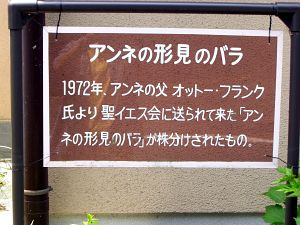 アンネの形見のバラ
1972年、アンネの父 オットー・フランク
氏より 聖イエス会に送られて来た「アン
ネの形見のバラ」が株分けされたもの。